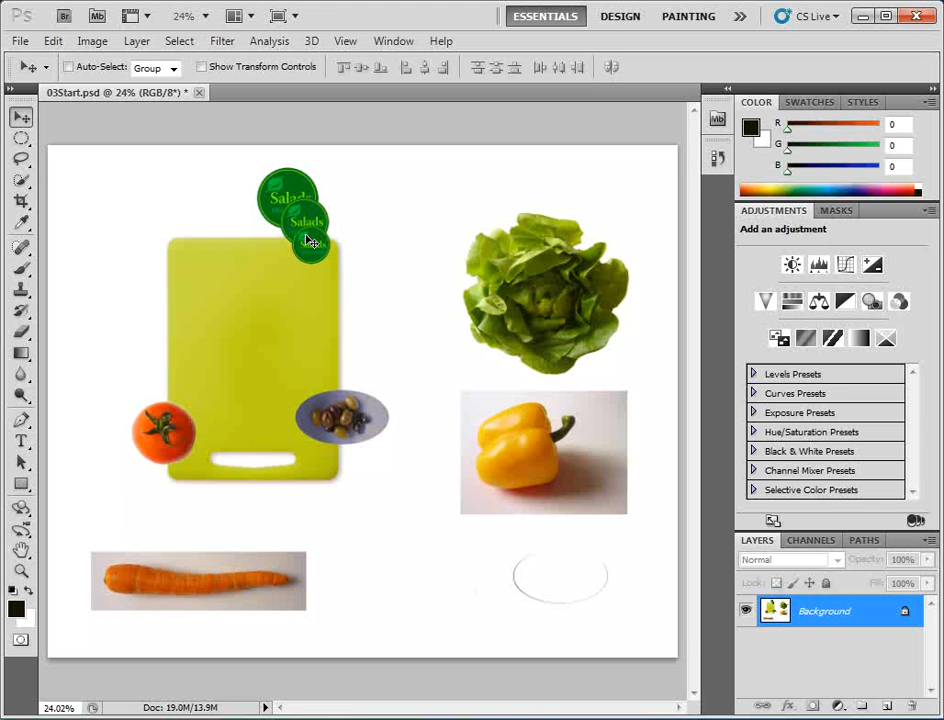 Ps Br Mb 24% ESSENTIALS DESIGN PAINTING CS Live
File Edit Image Layer Select Filter Analysis 3D View Window Help
Auto-Select: Group Show Transform Controls
03Start.psd @ 24% (RGB/8*) *
COLOR SWATCHES STYLES
Mb
R 0
G 0
B 0
Salads
Salads
Salads
ADJUSTMENTS MASKS
Add an adjustment
Levels Presets
Curves Presets
Exposure Presets
Hue/Saturation Presets
Black & White Presets
Channel Mixer Presets
Selective Color Presets
LAYERS CHANNELS PATHS
Normal Opacity: 100%
Lock: Fill: 100%
Background
24.02% Doc: 19.0M/13.9M
fx